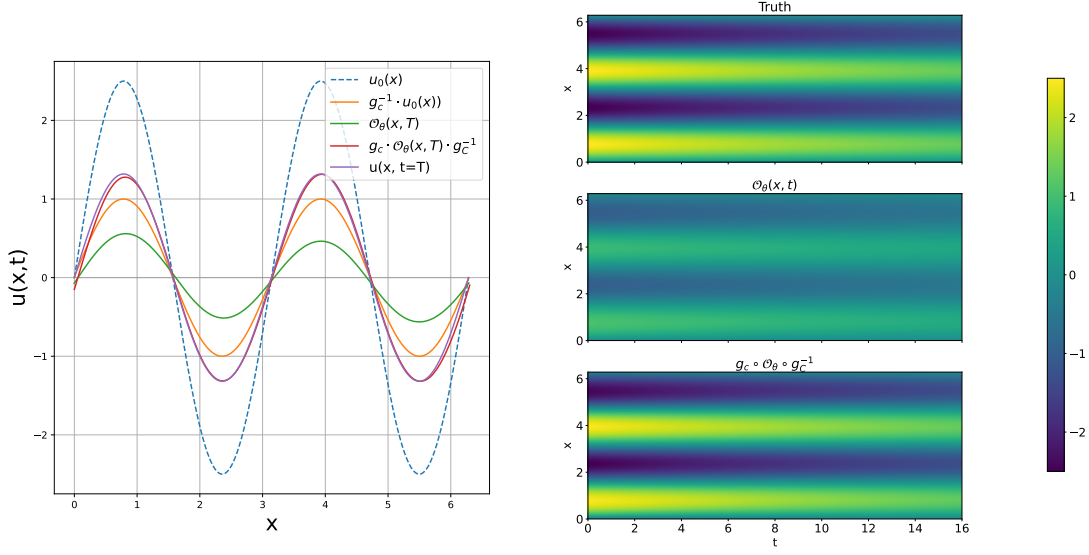 u(x,t)
2
1
0
−1
−2
0 1 2 3 4 5 6
x
u₀(x)
g_c⁻¹ · u₀(x))
𝒪_θ(x, T)
g_c · 𝒪_θ(x, T) · g_C⁻¹
u(x, t=T)
Truth
x
6
4
2
0
𝒪_θ(x, t)
x
6
4
2
0
g_c ∘ 𝒪_θ ∘ g_C⁻¹
x
6
4
2
0
0 2 4 6 8 10 12 14 16
t
2
1
0
−1
−2